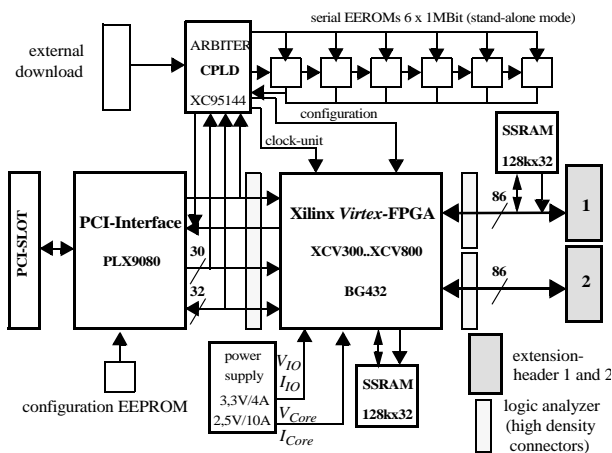 serial EEROMs 6 x 1MBit (stand-alone mode)
external
download
ARBITER
CPLD
XC95144
configuration
clock-unit
SSRAM
128kx32
PCI-SLOT
PCI-Interface
PLX9080
30
32
Xilinx Virtex-FPGA
XCV300..XCV800
BG432
86
1
86
2
configuration EEPROM
power
supply
3,3V/4A
2,5V/10A
VIO
IIO
VCore
ICore
SSRAM
128kx32
extension-
header 1 and 2
logic analyzer
(high density
connectors)